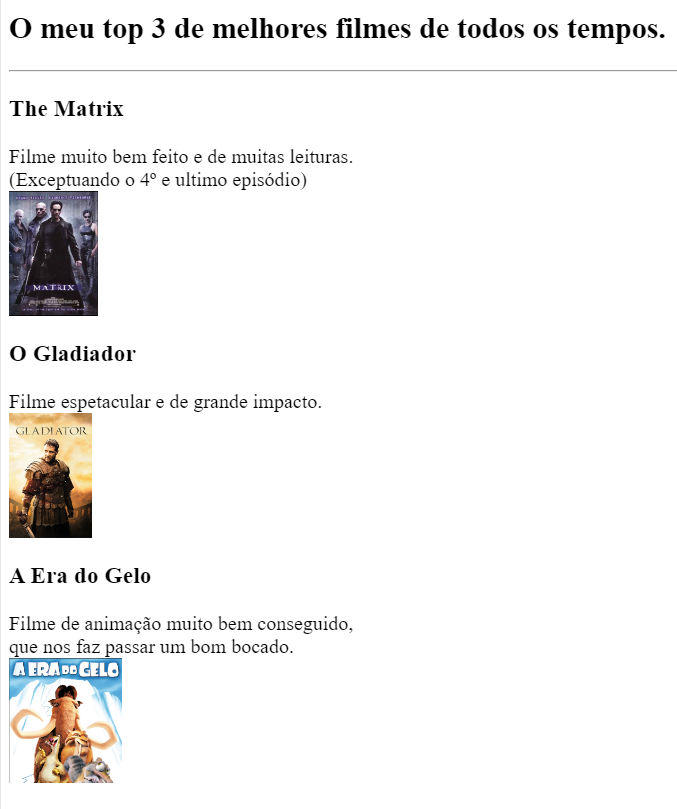 O meu top 3 de melhores filmes de todos os tempos.
The Matrix
Filme muito bem feito e de muitas leituras.
(Exceptuando o 4º e ultimo episódio)
MATRIX
O Gladiador
Filme espetacular e de grande impacto.
GLADIATOR
A Era do Gelo
Filme de animação muito bem conseguido,
que nos faz passar um bom bocado.
A ERA DO GELO